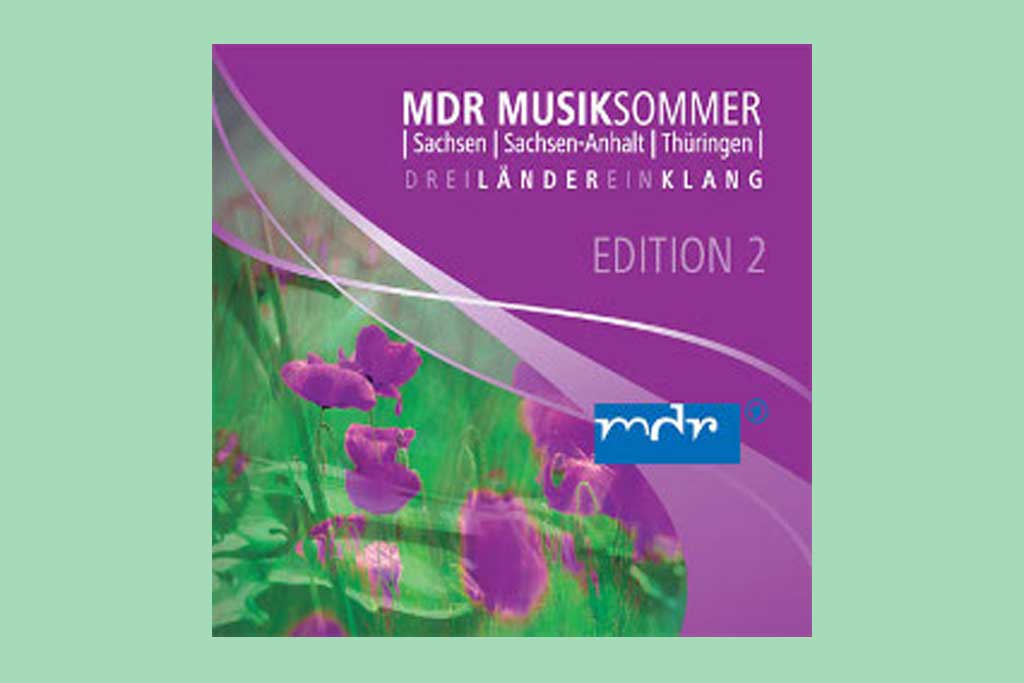 MDR MUSIKSOMMER
| Sachsen | Sachsen-Anhalt | Thüringen |
DREILÄNDEREINKLANG
EDITION 2
mdr